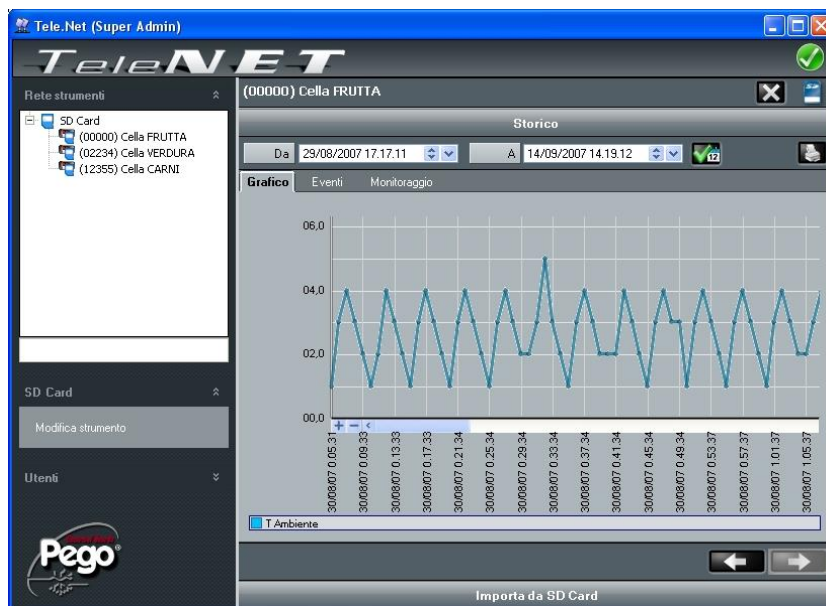 Tele.Net (Super Admin)
TeleNET
Rete strumenti
(00000) Cella FRUTTA
SD Card
(00000) Cella FRUTTA
(02234) Cella VERDURA
(12355) Cella CARNI
Storico
Da 29/08/2007 17.17.11 A 14/09/2007 14.19.12 12
Grafico Eventi Monitoraggio
06,0
04,0
02,0
00,0
30/08/07 0.05.31
30/08/07 0.09.33
30/08/07 0.13.33
30/08/07 0.17.33
30/08/07 0.21.34
30/08/07 0.25.34
30/08/07 0.29.34
30/08/07 0.33.34
30/08/07 0.37.34
30/08/07 0.41.34
30/08/07 0.45.34
30/08/07 0.49.34
30/08/07 0.53.37
30/08/07 0.57.37
30/08/07 1.01.37
30/08/07 1.05.37
T Ambiente
SD Card
Modifica strumento
Utenti
Pego
Importa da SD Card